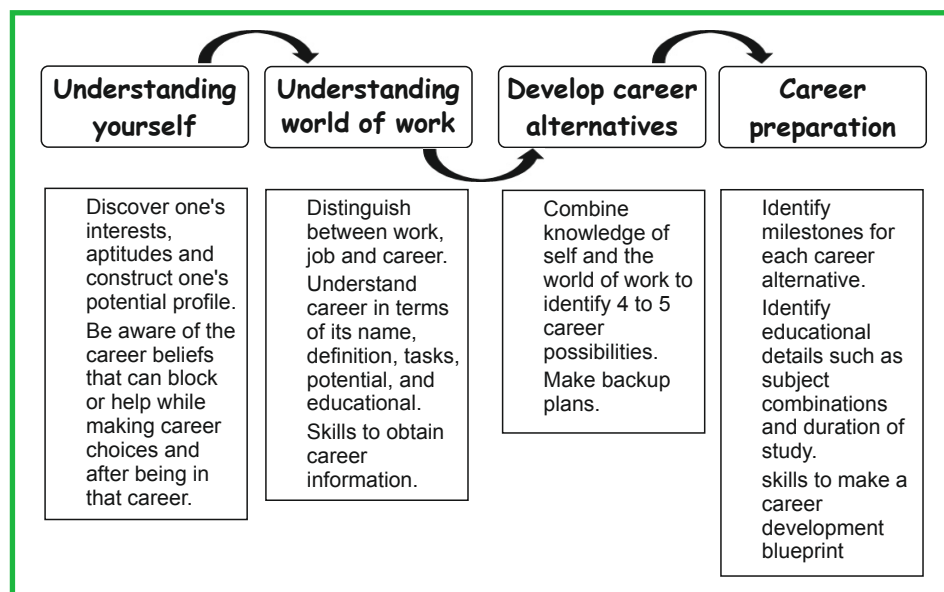 Understanding
yourself
Understanding
world of work
Develop career
alternatives
Career
preparation
Discover one's
interests,
aptitudes and
construct one's
potential profile.
Be aware of the
career beliefs
that can block
or help while
making career
choices and
after being in
that career.
Distinguish
between work,
job and career.
Understand
career in terms
of its name,
definition, tasks,
potential, and
educational.
Skills to obtain
career
information.
Combine
knowledge of
self and the
world of work to
identify 4 to 5
career
possibilities.
Make backup
plans.
Identify
milestones for
each career
alternative.
Identify
educational
details such as
subject
combinations
and duration of
study.
skills to make a
career
development
blueprint